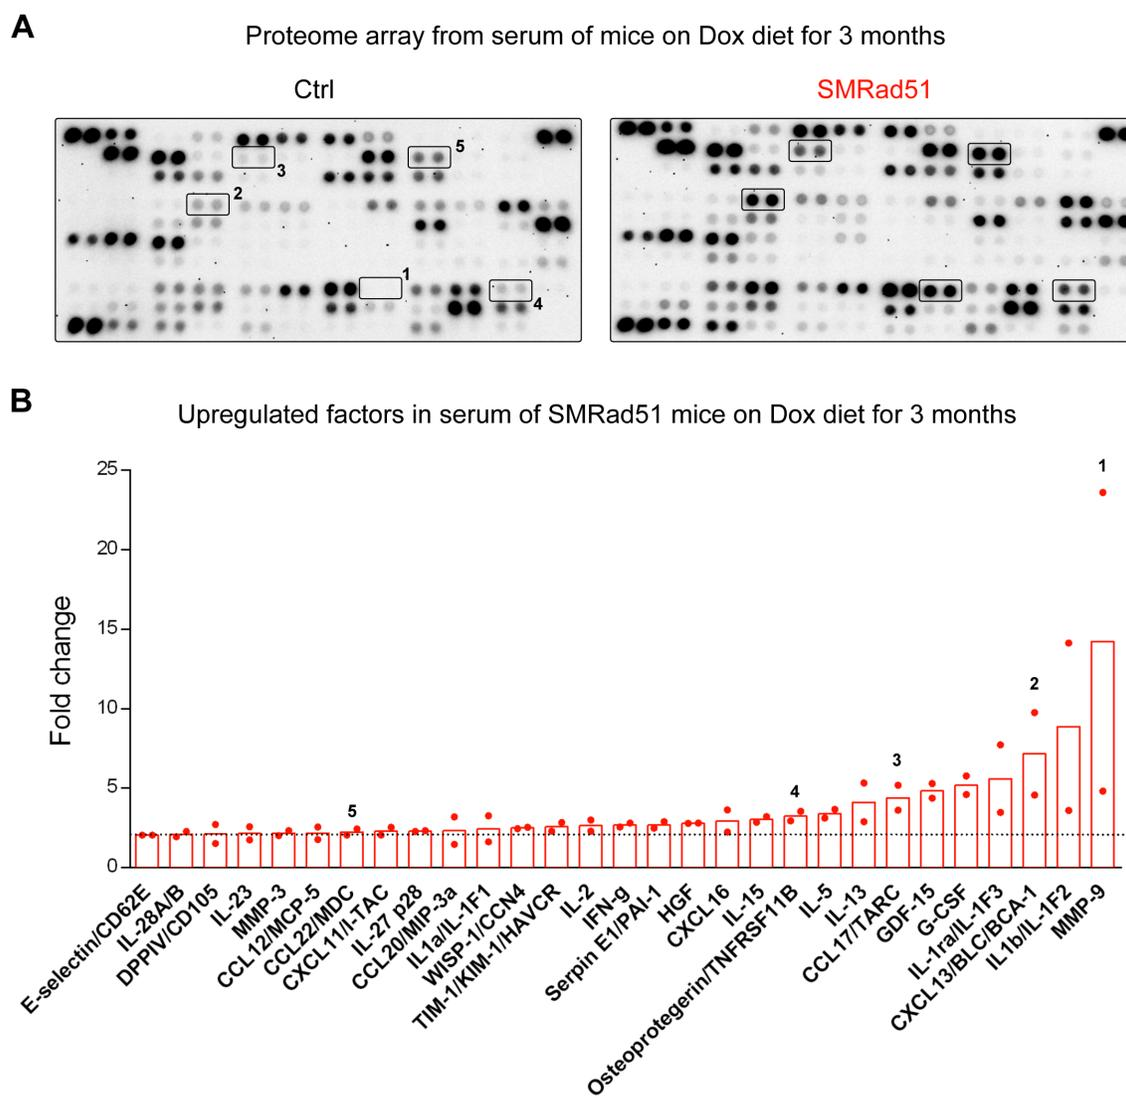 A
Proteome array from serum of mice on Dox diet for 3 months
Ctrl
SMRad51
5
3
2
1
4
B
Upregulated factors in serum of SMRad51 mice on Dox diet for 3 months
25
20
15
10
5
0
Fold change
5
4
3
2
1
E-selectin/CD62E
IL-28A/B
DPPIV/CD105
IL-23
MMP-3
CCL12/MCP-5
CCL22/MDC
CXCL11/I-TAC
IL-27 p28
CCL20/MIP-3a
IL1a/IL-1F1
WISP-1/CCN4
TIM-1/KIM-1/HAVCR
IL-2
IFN-g
Serpin E1/PAI-1
HGF
CXCL16
IL-15
Osteoprotegerin/TNFRSF11B
IL-5
IL-13
CCL17/TARC
GDF-15
G-CSF
IL-1ra/IL-1F3
CXCL13/BLC/BCA-1
IL1b/IL-1F2
MMP-9